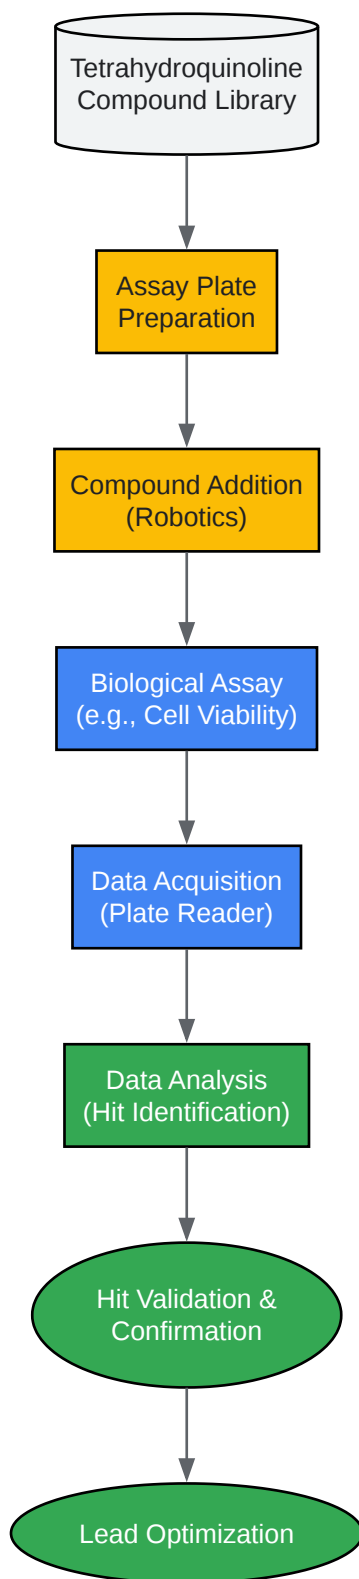 Tetrahydroquinoline
Compound Library
Assay Plate
Preparation
Compound Addition
(Robotics)
Biological Assay
(e.g., Cell Viability)
Data Acquisition
(Plate Reader)
Data Analysis
(Hit Identification)
Hit Validation &
Confirmation
Lead Optimization